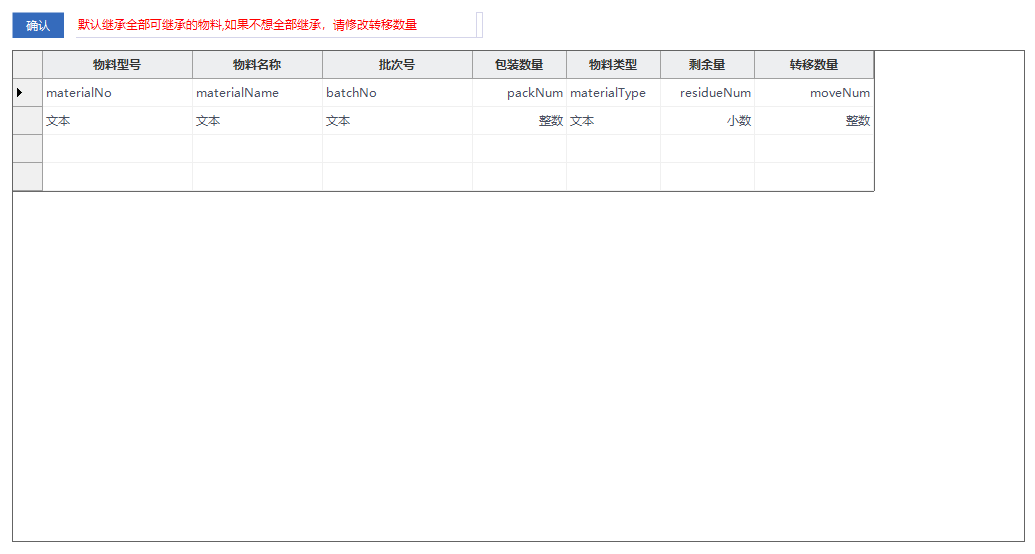 确认 默认继承全部可继承的物料,如果不想全部继承，请修改转移数量
物料型号 物料名称 批次号 包装数量 物料类型 剩余量 转移数量
materialNo materialName batchNo packNum materialType residueNum moveNum
文本 文本 文本 整数 文本 小数 整数